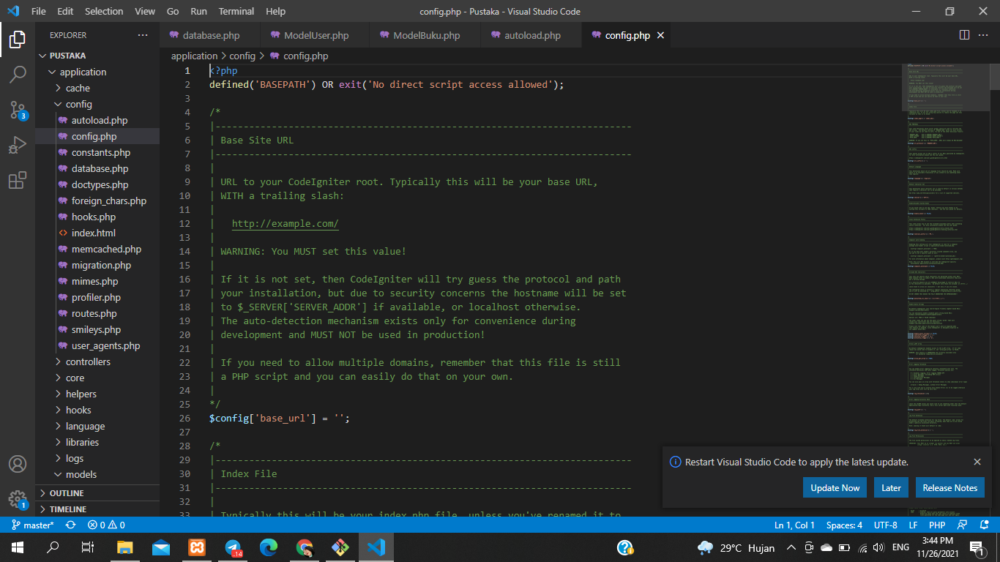 File Edit Selection View Go Run Terminal Help
config.php - Pustaka - Visual Studio Code
EXPLORER
PUSTAKA
application
cache
config
autoload.php
config.php
constants.php
database.php
doctypes.php
foreign_chars.php
hooks.php
index.html
memcached.php
migration.php
mimes.php
profiler.php
routes.php
smileys.php
user_agents.php
controllers
core
helpers
hooks
language
libraries
logs
models
OUTLINE
TIMELINE
3
1
database.php ModelUser.php ModelBuku.php autoload.php config.php
application > config > config.php
1 <?php
2 defined('BASEPATH') OR exit('No direct script access allowed');
3
4 /*
5 |--------------------------------------------------------------------------
6 | Base Site URL
7 |--------------------------------------------------------------------------
8 |
9 | URL to your CodeIgniter root. Typically this will be your base URL,
10 | WITH a trailing slash:
11 |
12 | http://example.com/
13 |
14 | WARNING: You MUST set this value!
15 |
16 | If it is not set, then CodeIgniter will try guess the protocol and path
17 | your installation, but due to security concerns the hostname will be set
18 | to $_SERVER['SERVER_ADDR'] if available, or localhost otherwise.
19 | The auto-detection mechanism exists only for convenience during
20 | development and MUST NOT be used in production!
21 |
22 | If you need to allow multiple domains, remember that this file is still
23 | a PHP script and you can easily do that on your own.
24 |
25 */
26 $config['base_url'] = '';
27
28 /*
29 |--------------------------------------------------------------------------
30 | Index File
31 |--------------------------------------------------------------------------
32 |
33 | Typically this will be your index.php file, unless you've renamed it to
Restart Visual Studio Code to apply the latest update.
Update Now Later Release Notes
master* 0 0
Ln 1, Col 1 Spaces: 4 UTF-8 LF PHP
..14
29°C Hujan ENG
3:44 PM
11/26/2021
1